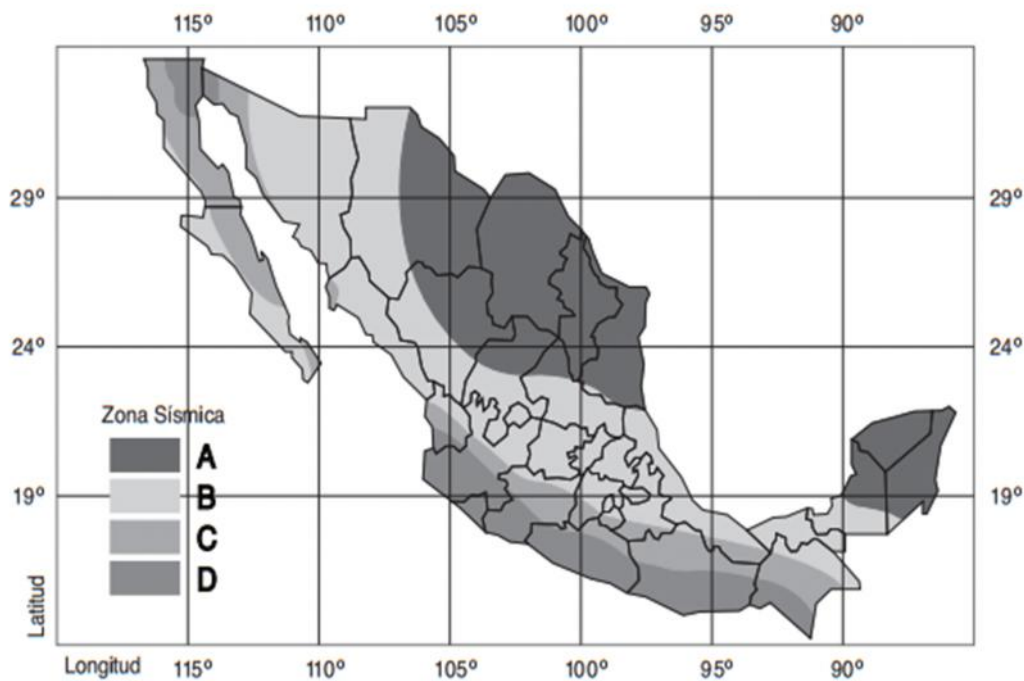 115º 110º 105º 100º 95º 90º
29º 29º
24º 24º
Zona Sísmica
A
B
19º 19º
C
D
Latitud
Longitud 115º 110º 105º 100º 95º 90º